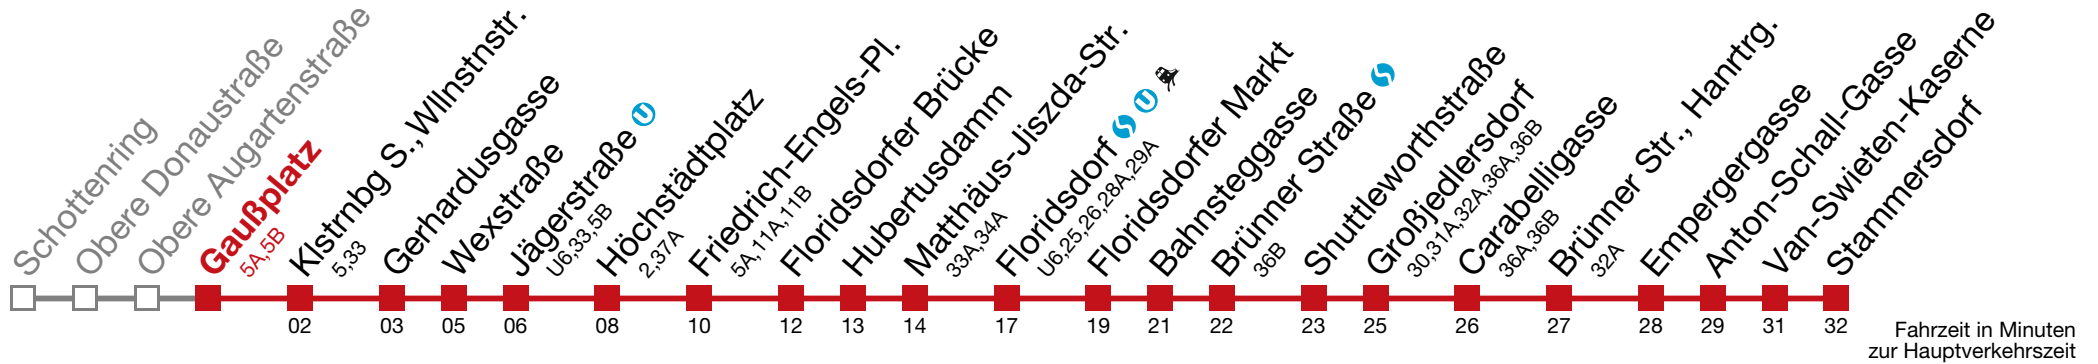 Schottenring
Obere Donaustraße
Obere Augartenstraße
Gaußplatz
5A,5B
Klstrnbg S., Wllnstnstr.
5,33
Gerhardusgasse
Wexstraße
Jägerstraße U
U6,33,5B
Höchstädtplatz
2,37A
Friedrich-Engels-Pl.
5A,11A,11B
Floridsdorfer Brücke
Hubertusdamm
Matthäus-Jiszda-Str.
33A,34A
Floridsdorf S U
U6,25,26,28A,29A
Floridsdorfer Markt
Bahnsteggasse
Brünner Straße S
36B
Shuttleworthstraße
Großjedlersdorf
30,31A,32A,36A,36B
Carabelligasse
36A,36B
Brünner Str., Hanrtrg.
32A
Empergergasse
Anton-Schall-Gasse
Van-Swieten-Kaserne
Stammersdorf
02 03 05 06 08 10 12 13 14 17 19 21 22 23 25 26 27 28 29 31 32
Fahrzeit in Minuten
zur Hauptverkehrszeit